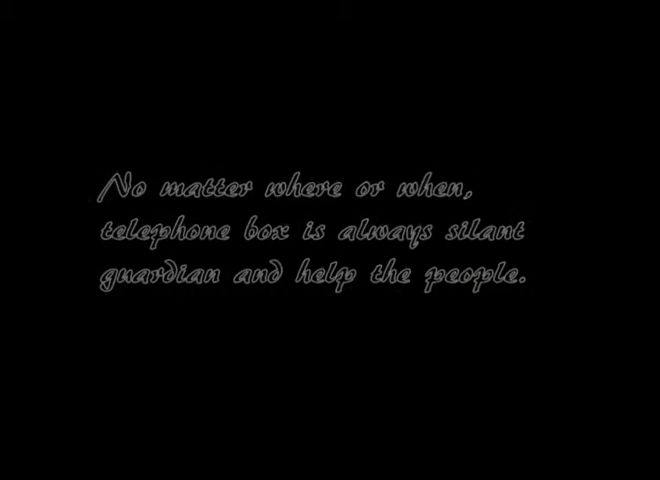 No matter where or when,
telephone box is always silant
guardian and help the people.